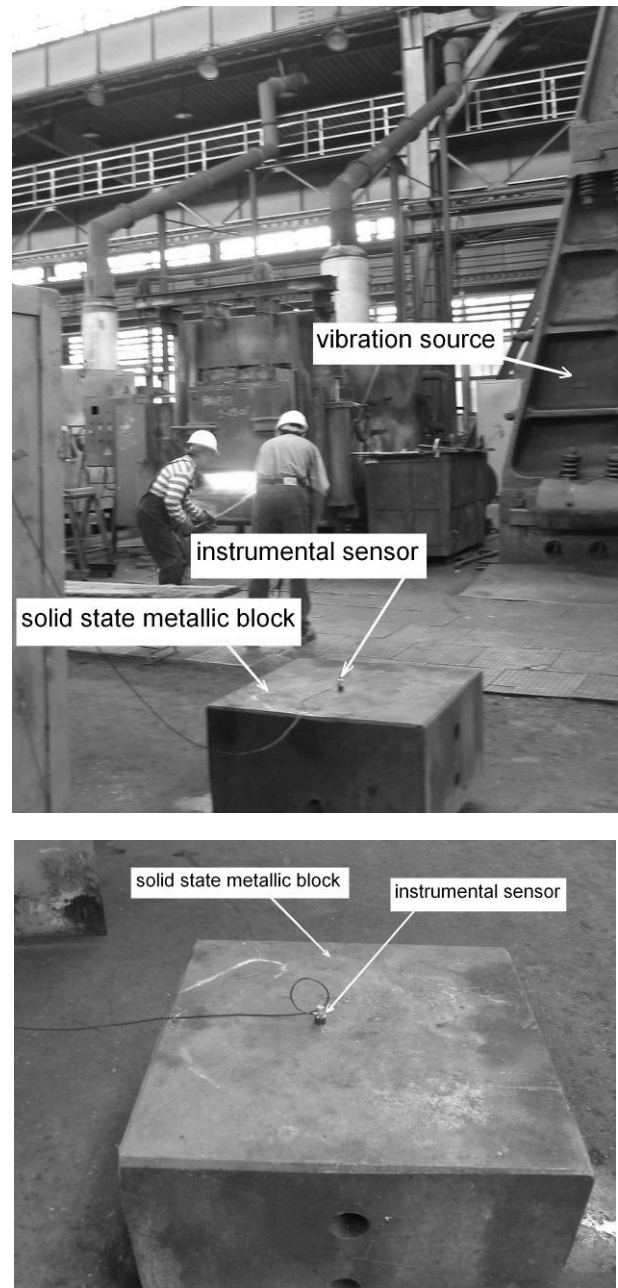 vibration source
instrumental sensor
solid state metallic block
solid state metallic block
instrumental sensor